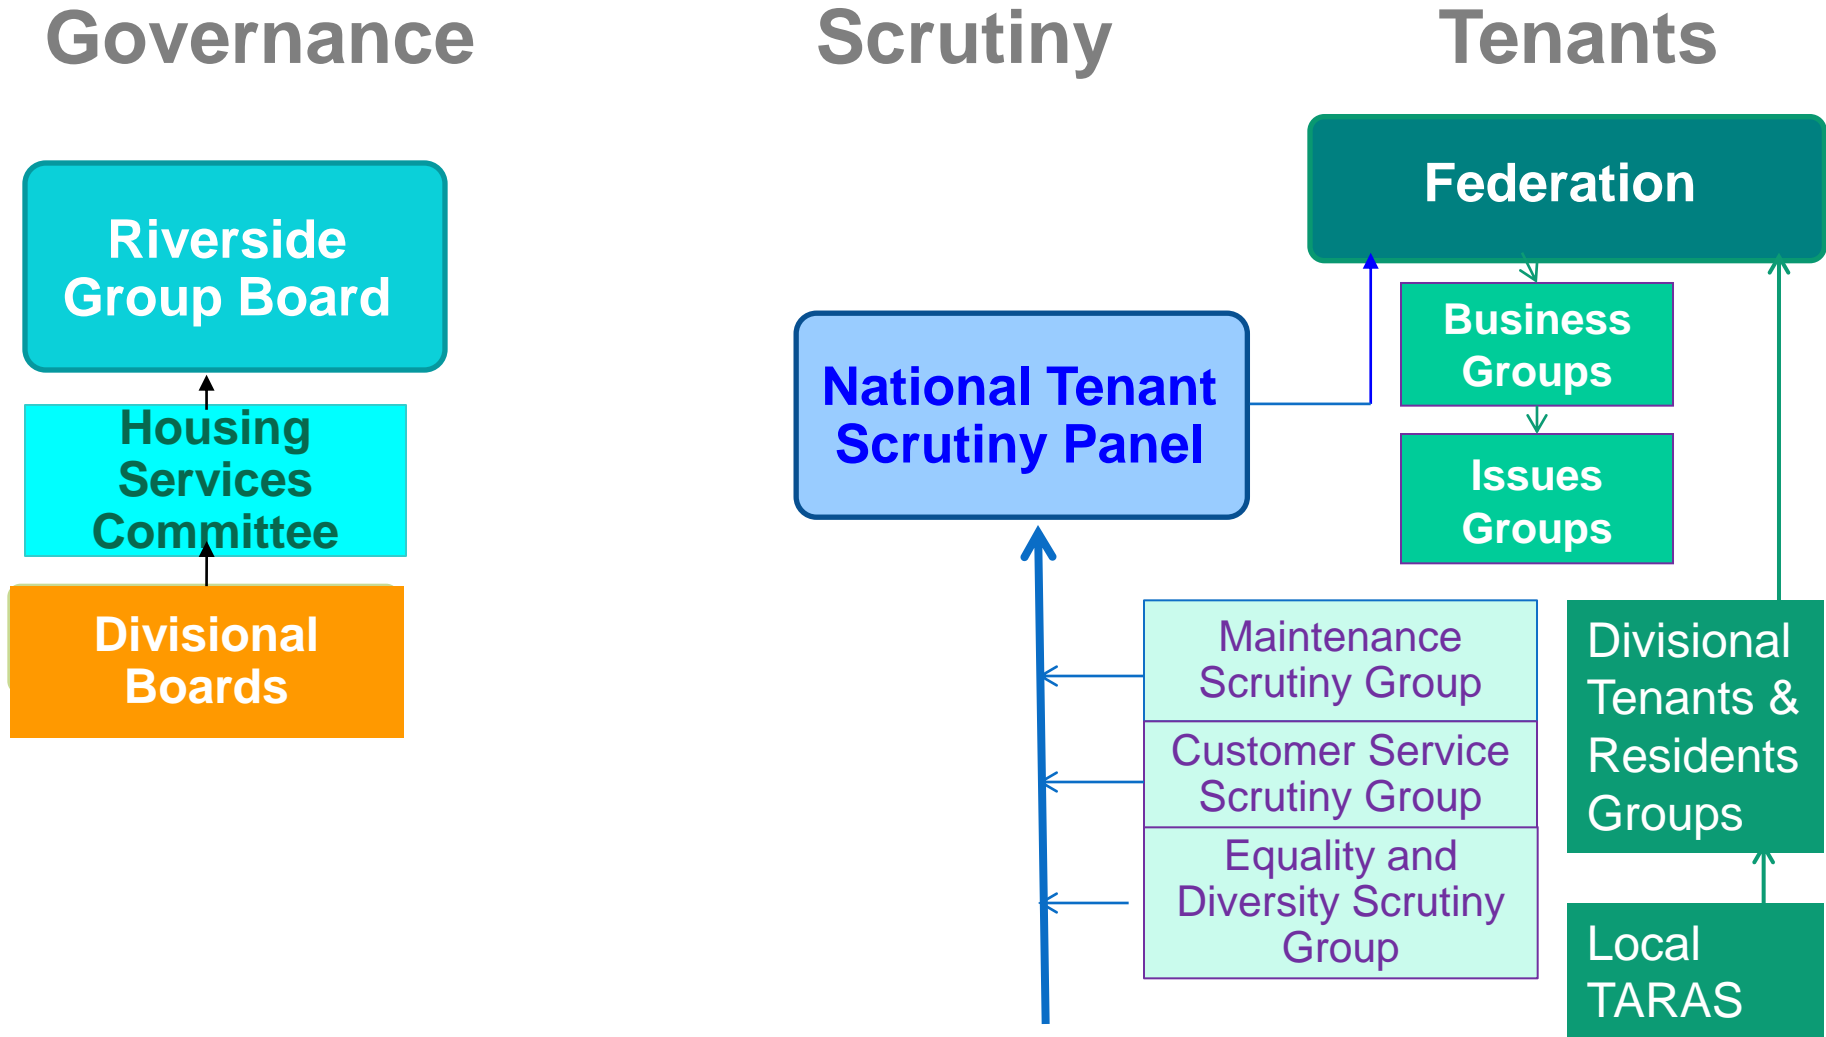 Governance
Scrutiny
Tenants
Riverside
Group Board
Housing
Services
Committee
Divisional
Boards
National Tenant
Scrutiny Panel
Maintenance
Scrutiny Group
Customer Service
Scrutiny Group
Equality and
Diversity Scrutiny
Group
Federation
Business
Groups
Issues
Groups
Divisional
Tenants &
Residents
Groups
Local
TARAS